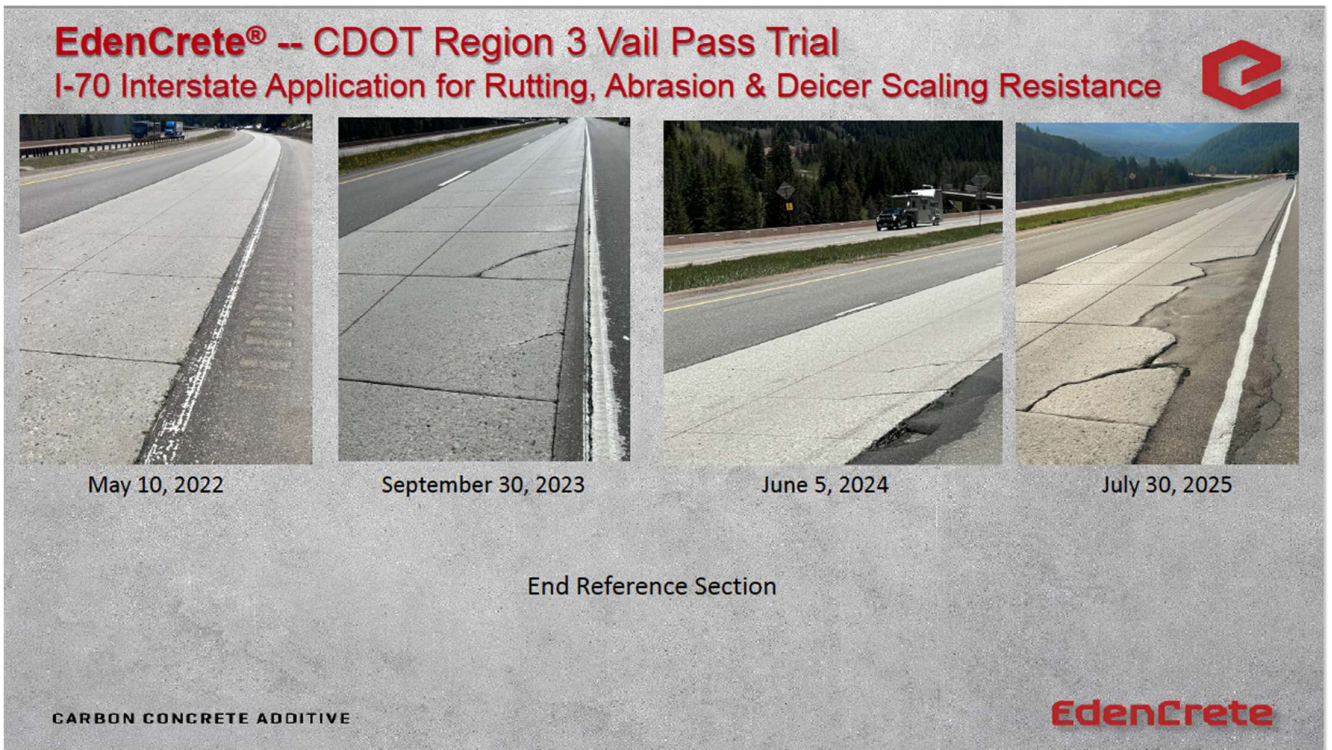 EdenCrete® -- CDOT Region 3 Vail Pass Trial
I-70 Interstate Application for Rutting, Abrasion & Deicer Scaling Resistance
May 10, 2022
September 30, 2023
June 5, 2024
July 30, 2025
End Reference Section
CARBON CONCRETE ADDITIVE
EdenCrete